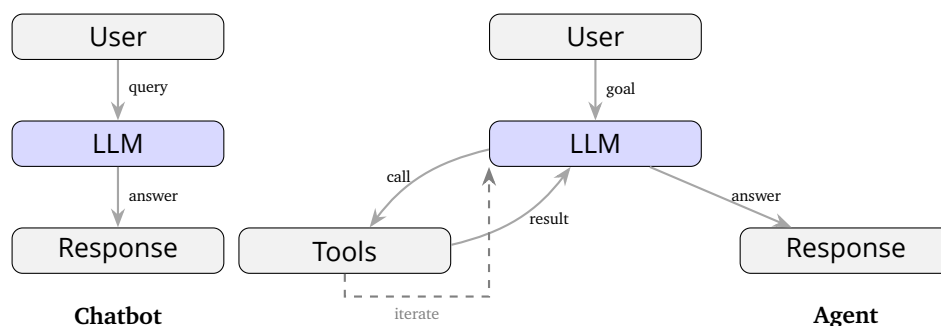 User
query
LLM
answer
Response
Chatbot
User
goal
LLM
call
result
answer
Tools
Response
iterate
Agent